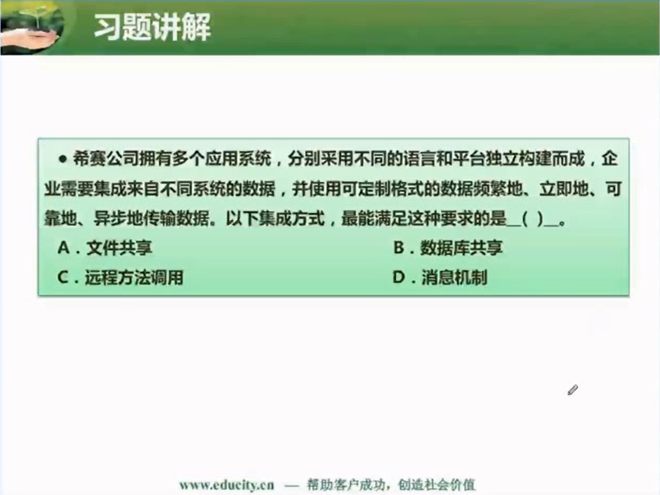 习题讲解
● 希赛公司拥有多个应用系统，分别采用不同的语言和平台独立构建而成，企
业需要集成来自不同系统的数据，并使用可定制格式的数据频繁地、立即地、可
靠地、异步地传输数据。以下集成方式，最能满足这种要求的是__( )__。
A．文件共享 B．数据库共享
C．远程方法调用 D．消息机制
www.educity.cn — 帮助客户成功，创造社会价值